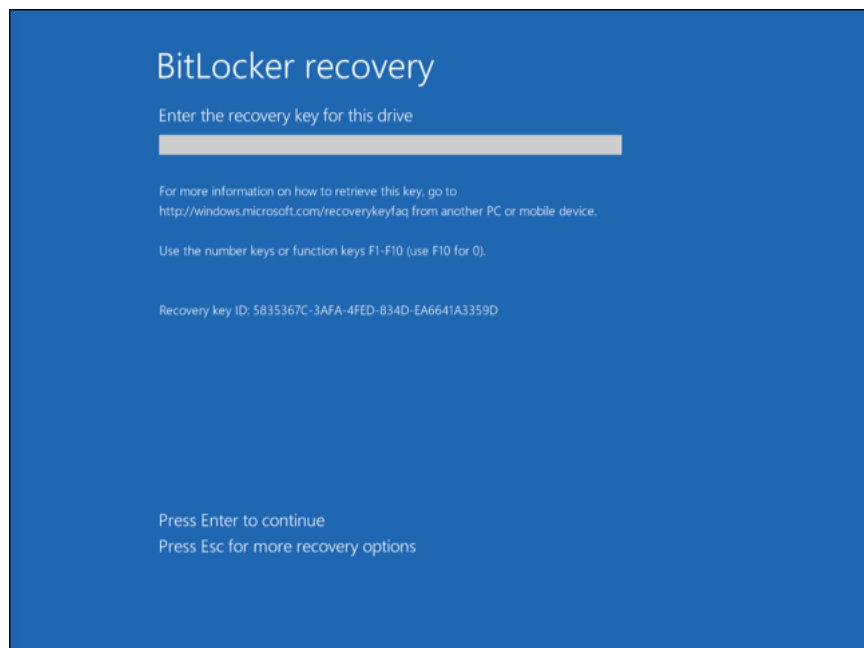 BitLocker recovery
Enter the recovery key for this drive
For more information on how to retrieve this key, go to
http://windows.microsoft.com/recoverykeyfaq from another PC or mobile device.
Use the number keys or function keys F1-F10 (use F10 for 0).
Recovery key ID: 5835367C-3AFA-4FED-834D-EA6641A3359D
Press Enter to continue
Press Esc for more recovery options